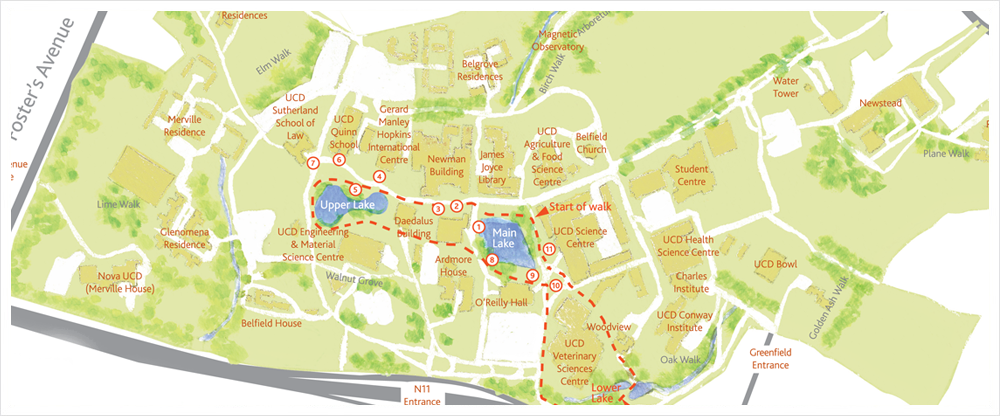 Residences
Foster's Avenue
Elm Walk
Magnetic
Observatory
Arboretum
Birch Walk
Belgrove
Residences
Water
Tower
Newstead
Plane Walk
UCD
Sutherland
School of
Law
UCD
Quinn
School
Gerard
Manley
Hopkins
International
Centre
Merville
Residence
Newman
Building
James
Joyce
Library
UCD
Agriculture
& Food
Science
Centre
Belfield
Church
Student
Centre
7
6
4
5
Upper Lake
3
2
Start of walk
Lime Walk
enue
e
Glenomena
Residence
UCD Engineering
& Material
Science Centre
Daedalus
Building
1
Main
Lake
UCD Science
Centre
11
UCD Health
Science Centre
UCD Bowl
Golden Ash Walk
Nova UCD
(Merville House)
Walnut Grove
Ardmore
House
8
9
10
Charles
Institute
Belfield House
O'Reilly Hall
Woodview
UCD Conway
Institute
UCD
Veterinary
Sciences
Centre
Oak Walk
Greenfield
Entrance
Lower
Lake
N11
Entrance